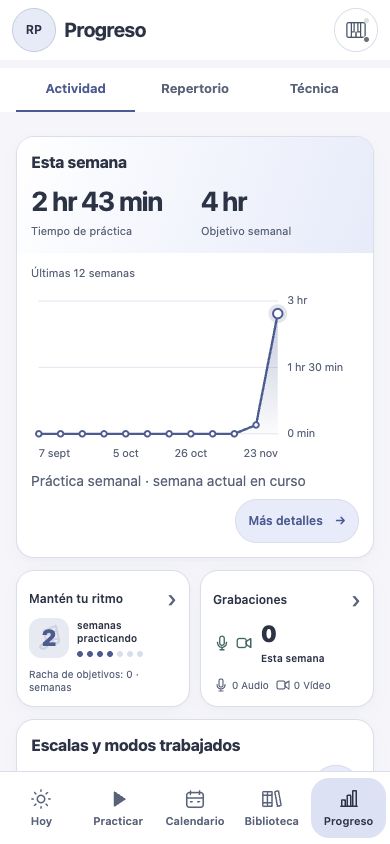 RP
Progreso
Actividad
Repertorio
Técnica
Esta semana
2 hr 43 min
4 hr
Tiempo de práctica
Objetivo semanal
Últimas 12 semanas
3 hr
1 hr 30 min
0 min
7 sept
5 oct
26 oct
23 nov
Práctica semanal · semana actual en curso
Más detalles →
Mantén tu ritmo
2
semanas
practicando
Racha de objetivos: 0 ·
semanas
Grabaciones
0
Esta semana
0 Audio
0 Vídeo
Escalas y modos trabajados
Hoy
Practicar
Calendario
Biblioteca
Progreso